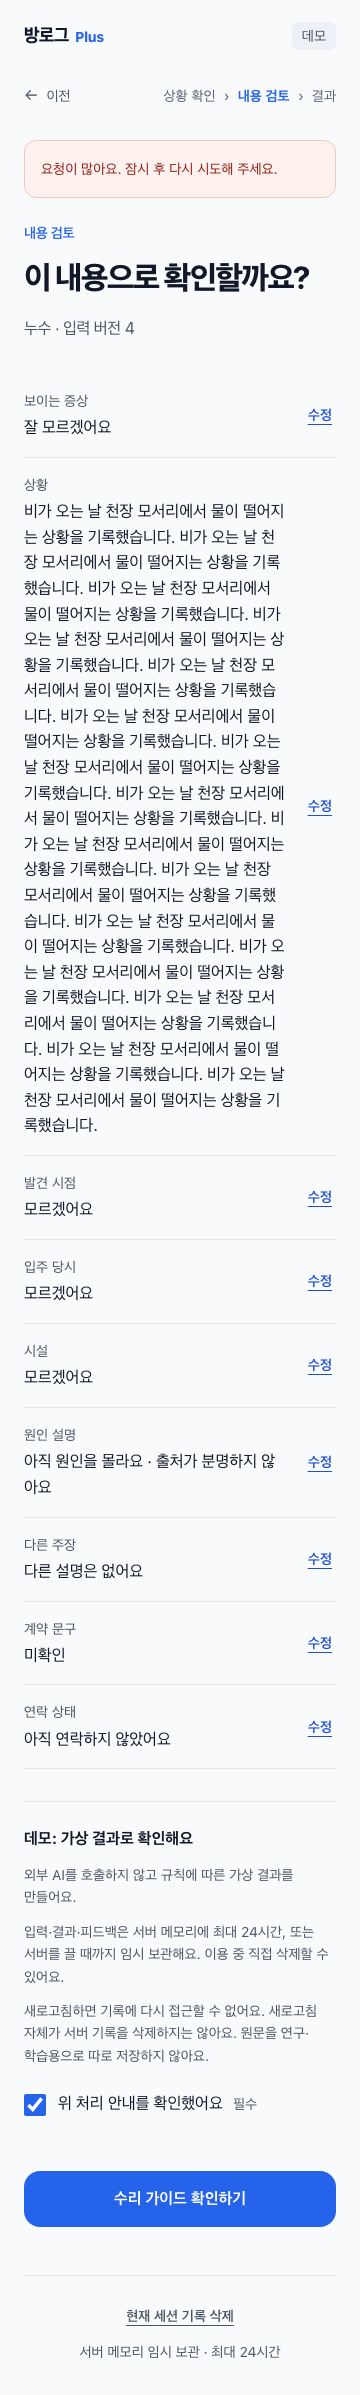 방로그 Plus 데모
← 이전 상황 확인 › 내용 검토 › 결과
요청이 많아요. 잠시 후 다시 시도해 주세요.
내용 검토
이 내용으로 확인할까요?
누수 · 입력 버전 4
보이는 증상
잘 모르겠어요
수정
상황
비가 오는 날 천장 모서리에서 물이 떨어지
는 상황을 기록했습니다. 비가 오는 날 천
장 모서리에서 물이 떨어지는 상황을 기록
했습니다. 비가 오는 날 천장 모서리에서
물이 떨어지는 상황을 기록했습니다. 비가
오는 날 천장 모서리에서 물이 떨어지는 상
황을 기록했습니다. 비가 오는 날 천장 모
서리에서 물이 떨어지는 상황을 기록했습
니다. 비가 오는 날 천장 모서리에서 물이
떨어지는 상황을 기록했습니다. 비가 오는
날 천장 모서리에서 물이 떨어지는 상황을
기록했습니다. 비가 오는 날 천장 모서리에
서 물이 떨어지는 상황을 기록했습니다. 비
가 오는 날 천장 모서리에서 물이 떨어지는
상황을 기록했습니다. 비가 오는 날 천장
모서리에서 물이 떨어지는 상황을 기록했
습니다. 비가 오는 날 천장 모서리에서 물
이 떨어지는 상황을 기록했습니다. 비가 오
는 날 천장 모서리에서 물이 떨어지는 상황
을 기록했습니다. 비가 오는 날 천장 모서
리에서 물이 떨어지는 상황을 기록했습니
다. 비가 오는 날 천장 모서리에서 물이 떨
어지는 상황을 기록했습니다. 비가 오는 날
천장 모서리에서 물이 떨어지는 상황을 기
록했습니다.
수정
발견 시점
모르겠어요
수정
입주 당시
모르겠어요
수정
시설
모르겠어요
수정
원인 설명
아직 원인을 몰라요 · 출처가 분명하지 않
아요
수정
다른 주장
다른 설명은 없어요
수정
계약 문구
미확인
수정
연락 상태
아직 연락하지 않았어요
수정
데모: 가상 결과로 확인해요
외부 AI를 호출하지 않고 규칙에 따른 가상 결과를
만들어요.
입력·결과·피드백은 서버 메모리에 최대 24시간, 또는
서버를 끌 때까지 임시 보관해요. 이용 중 직접 삭제할 수
있어요.
새로고침하면 기록에 다시 접근할 수 없어요. 새로고침
자체가 서버 기록을 삭제하지는 않아요. 원문을 연구·
학습용으로 따로 저장하지 않아요.
위 처리 안내를 확인했어요 필수
수리 가이드 확인하기
현재 세션 기록 삭제
서버 메모리 임시 보관 · 최대 24시간